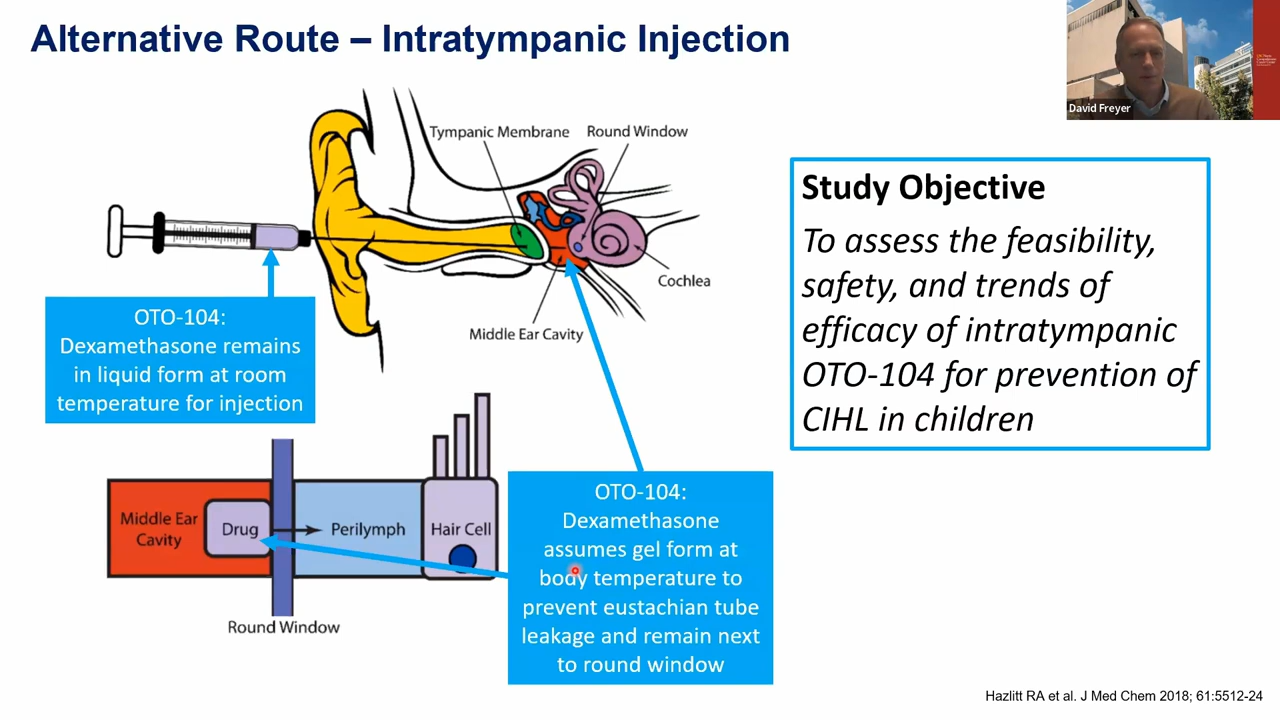 Alternative Route – Intratympanic Injection
David Freyer
Tympanic Membrane
Round Window
Cochlea
Middle Ear Cavity
OTO-104:
Dexamethasone remains
in liquid form at room
temperature for injection
Study Objective
To assess the feasibility,
safety, and trends of
efficacy of intratympanic
OTO-104 for prevention of
CIHL in children
Middle Ear
Cavity
Drug
Perilymph
Hair Cell
Round Window
OTO-104:
Dexamethasone
assumes gel form at
body temperature to
prevent eustachian tube
leakage and remain next
to round window
Hazlitt RA et al. J Med Chem 2018; 61:5512-24